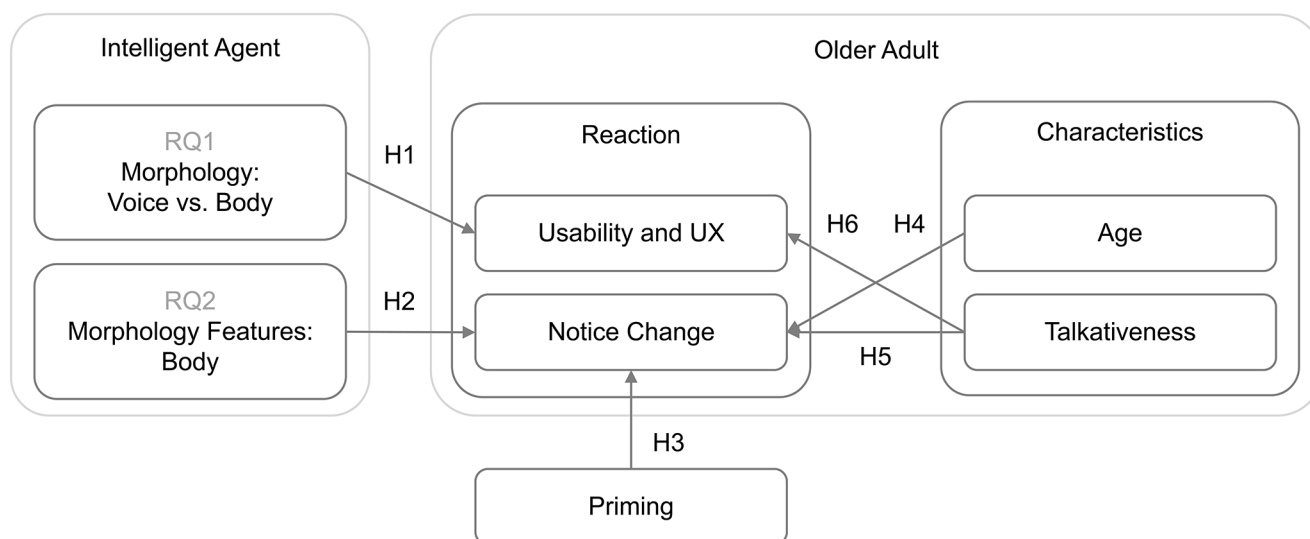 Intelligent Agent
RQ1
Morphology:
Voice vs. Body
RQ2
Morphology Features:
Body
H1
H2
Older Adult
Reaction
Usability and UX
Notice Change
H6
H4
H5
Characteristics
Age
Talkativeness
H3
Priming